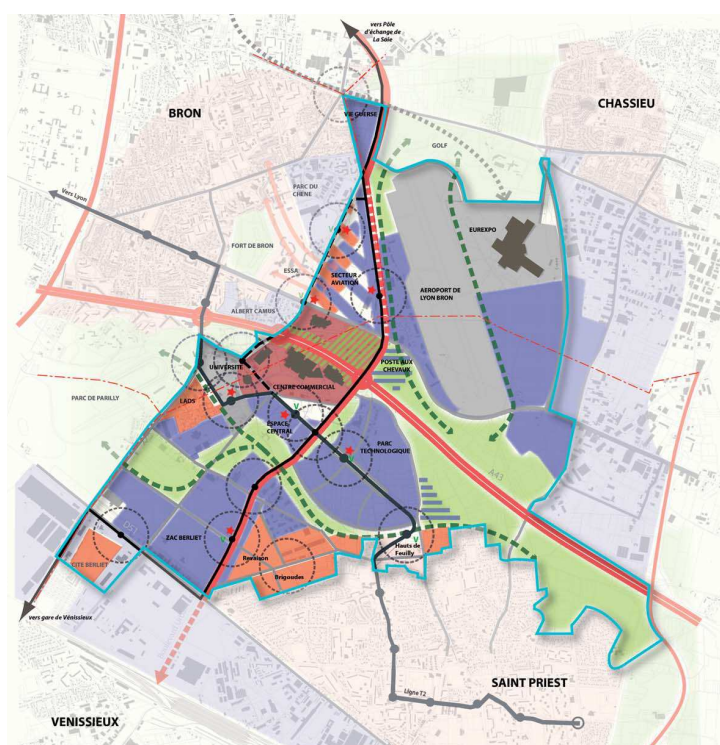 vers Pôle
d'échange de
La Soie
BRON
CHASSIEU
VIE GUERSE
GOLF
PARC DU
CHENE
Vers Lyon
EUREXPO
FORT DE BRON
SECTEUR
AVIATION
ESSA
AEROPORT DE
LYON BRON
ALBERT CAMUS
POSTE AUX
CHEVAUX
UNIVERSITE
CENTRE COMMERCIAL
PARC DE PARILLY
LADS
V
ESPACE
CENTRAL
PARC
TECHNOLOGIQUE
A43
ZAC BERLIET
Revaison
Hauts de
Feuilly
V
CITE BERLIET
Brigoudes
vers gare de Vénissieux
SAINT PRIEST
Ligne T2
VENISSIEUX